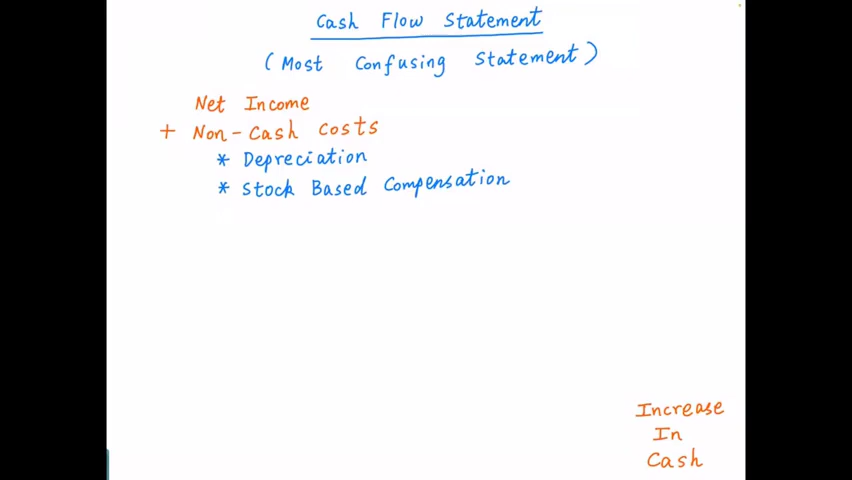 Cash Flow Statement
(Most Confusing Statement)
Net Income
+ Non-Cash Costs
* Depreciation
* Stock Based Compensation
Increase
In
Cash